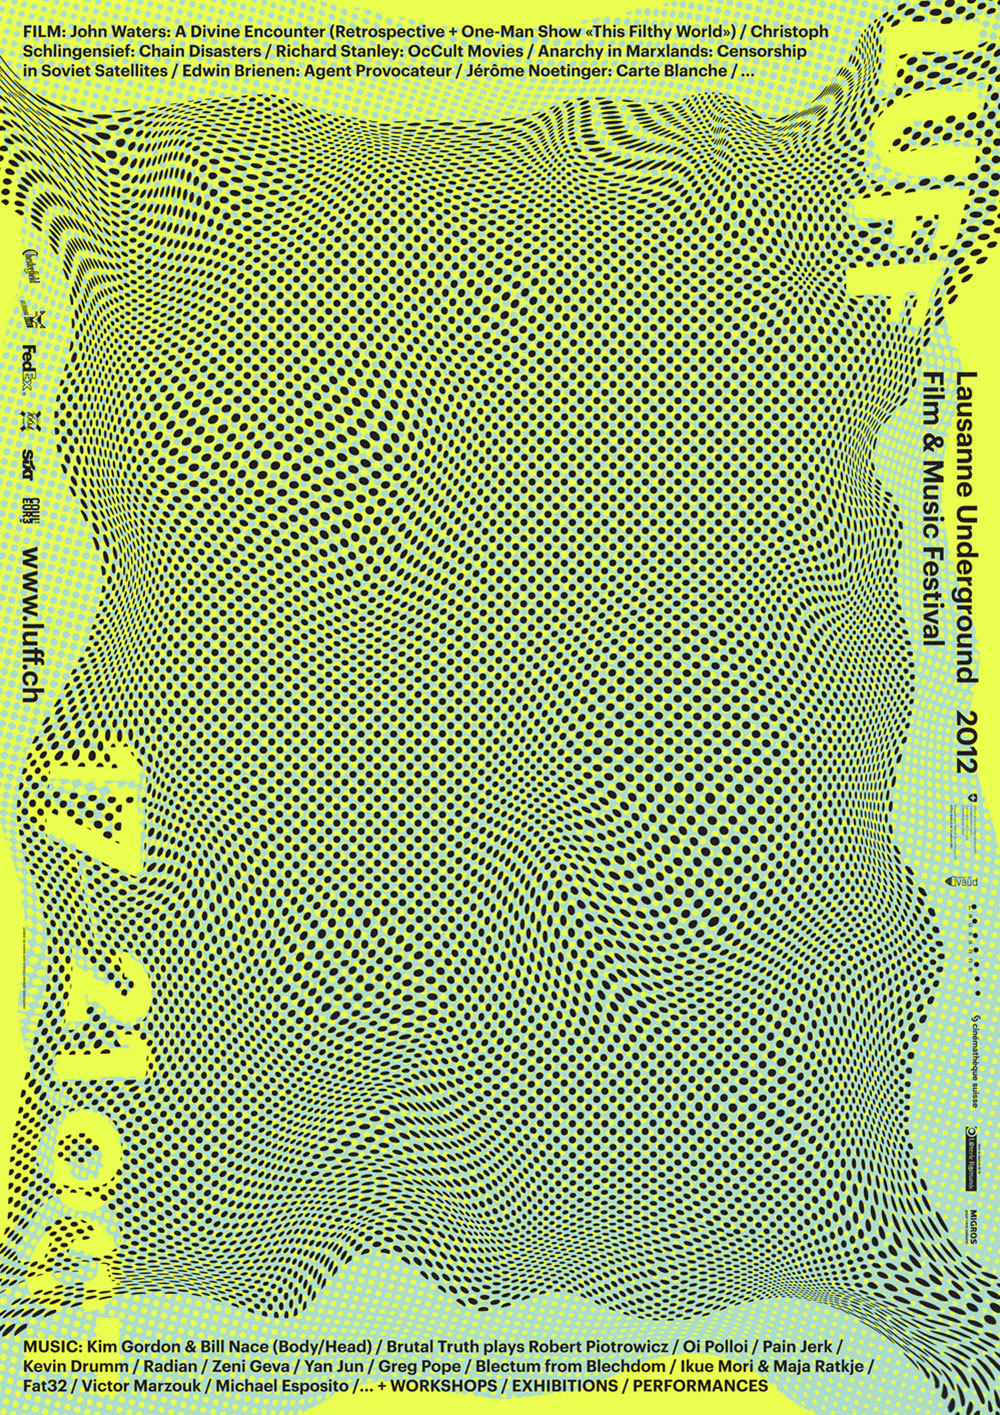 FILM: John Waters: A Divine Encounter (Retrospective + One-Man Show «This Filthy World») / Christoph
Schlingensief: Chain Disasters / Richard Stanley: OcCult Movies / Anarchy in Marxlands: Censorship
in Soviet Satellites / Edwin Brienen: Agent Provocateur / Jérôme Noetinger: Carte Blanche / ...
LUFF
Lausanne Underground 2012
Film & Music Festival
vaud
cinémathèque suisse
MIGROS
FedEx
Sixt
www.luff.ch
MUSIC: Kim Gordon & Bill Nace (Body/Head) / Brutal Truth plays Robert Piotrowicz / Oi Polloi / Pain Jerk /
Kevin Drumm / Radian / Zeni Geva / Yan Jun / Greg Pope / Blectum from Blechdom / Ikue Mori & Maja Ratkje /
Fat32 / Victor Marzouk / Michael Esposito /... + WORKSHOPS / EXHIBITIONS / PERFORMANCES